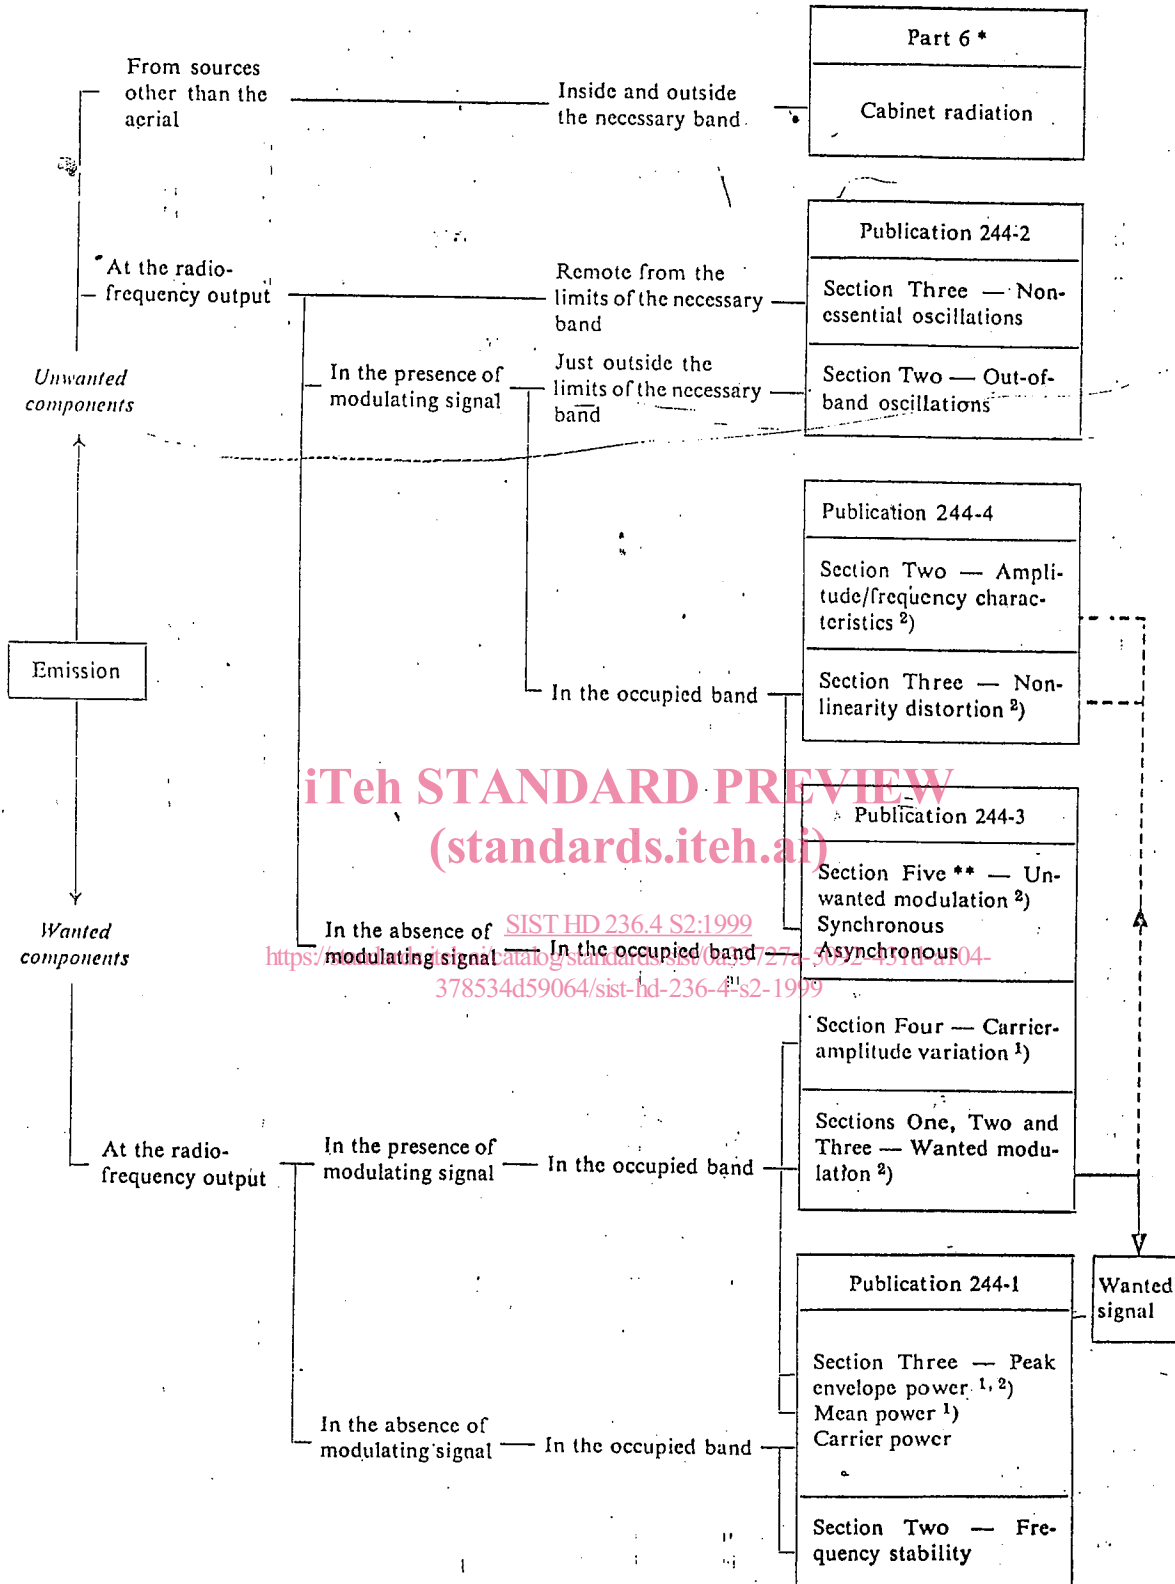 Part 6 *
From sources
other than the
aerial
Inside and outside
the necessary band
Cabinet radiation
Publication 244-2
At the radio-
frequency output
Remote from the
limits of the necessary
band
Section Three — Non-
essential oscillations
Unwanted
components
In the presence of
modulating signal
Just outside the
limits of the necessary
band
Section Two — Out-of-
band oscillations
Publication 244-4
Section Two — Ampli-
tude/frequency charac-
teristics 2)
Emission
In the occupied band
Section Three — Non-
linearity distortion 2)
iTeh STANDARD PREVIEW
(standards.iteh.ai)
Publication 244-3
Section Five ** — Un-
wanted modulation 2)
Synchronous
Asynchronous
Wanted
components
In the absence of
modulating signal
In the occupied band
SIST HD 236.4 S2:1999
378534d59064/sist-hd-236-4-s2-1999
Section Four — Carrier-
amplitude variation 1)
At the radio-
frequency output
In the presence of
modulating signal
In the occupied band
Sections One, Two and
Three — Wanted modu-
lation 2)
Publication 244-1
Wanted
signal
Section Three — Peak
envelope power 1, 2)
Mean power 1)
Carrier power
In the absence of
modulating signal
In the occupied band
Section Two — Fre-
quency stability